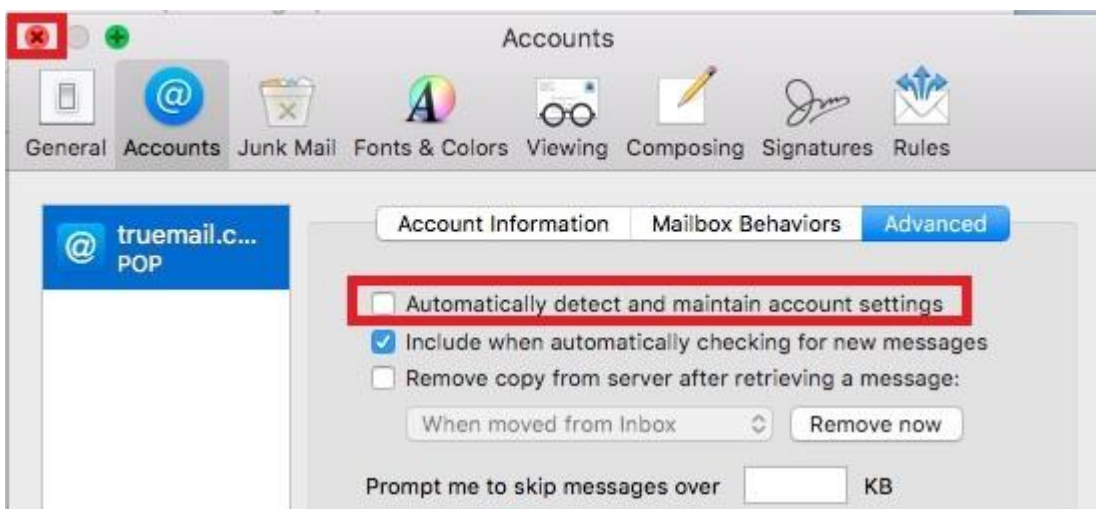 Accounts
General Accounts Junk Mail Fonts & Colors Viewing Composing Signatures Rules
truemail.c...
POP
Account Information Mailbox Behaviors Advanced
Automatically detect and maintain account settings
Include when automatically checking for new messages
Remove copy from server after retrieving a message:
When moved from Inbox Remove now
Prompt me to skip messages over KB